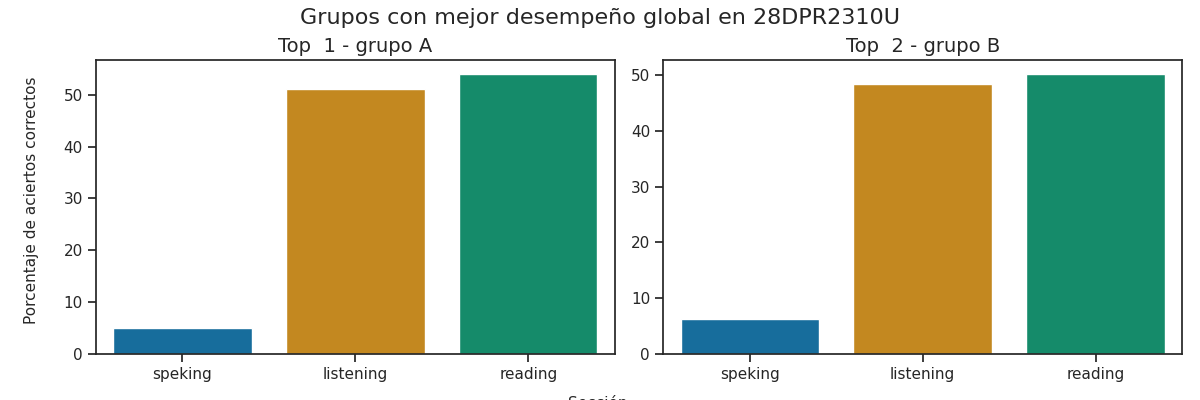 Grupos con mejor desempeño global en 28DPR2310U
Top  1 - grupo A
Porcentaje de aciertos correctos
50
40
30
20
10
0
speking
listening
reading
Top  2 - grupo B
50
40
30
20
10
0
speking
listening
reading
Sección